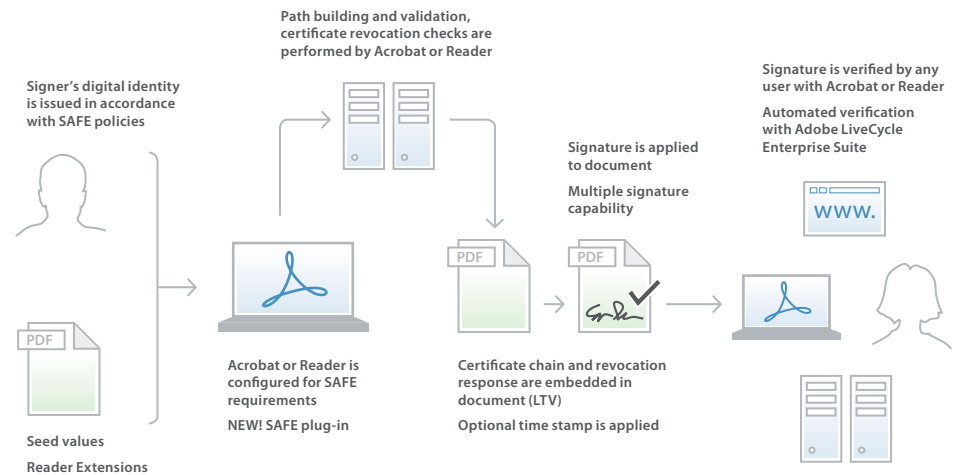 Path building and validation,
certificate revocation checks are
performed by Acrobat or Reader
Signer’s digital identity
is issued in accordance
with SAFE policies
PDF
Seed values
Reader Extensions
Acrobat or Reader is
configured for SAFE
requirements
NEW! SAFE plug-in
Signature is applied
to document
Multiple signature
capability
PDF
PDF
Certificate chain and revocation
response are embedded in
document (LTV)
Optional time stamp is applied
Signature is verified by any
user with Acrobat or Reader
Automated verification
with Adobe LiveCycle
Enterprise Suite
www.